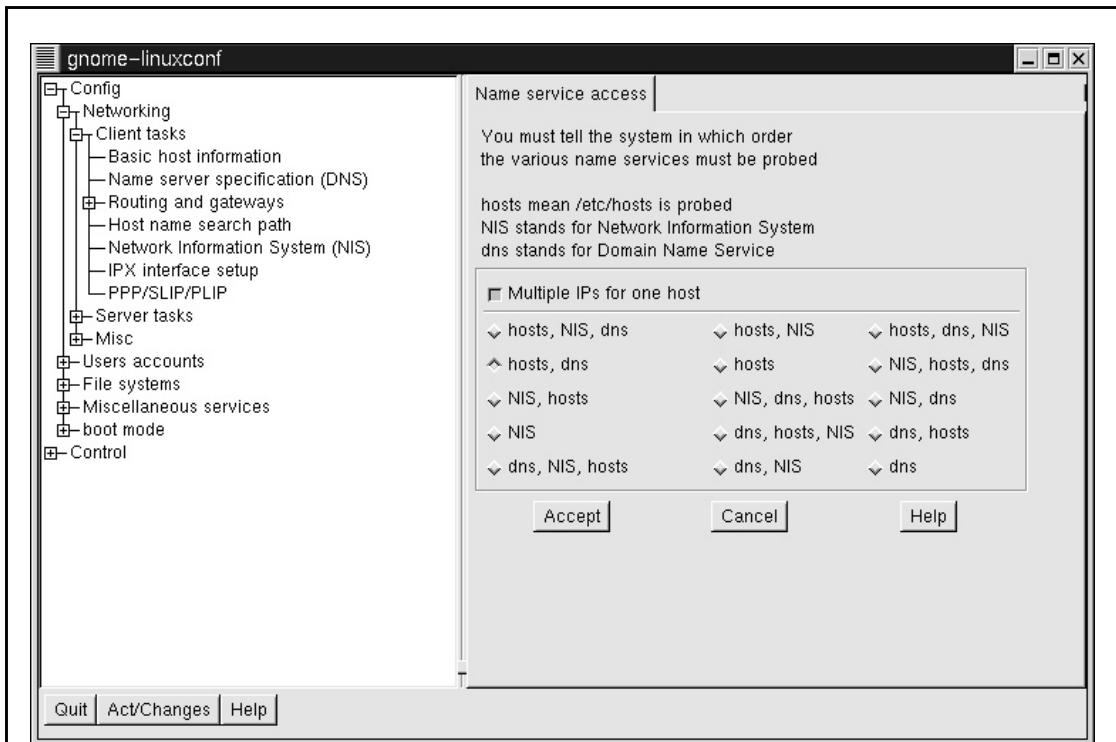 gnome-linuxconf
Config
Networking
Client tasks
Basic host information
Name server specification (DNS)
Routing and gateways
Host name search path
Network Information System (NIS)
IPX interface setup
PPP/SLIP/PLIP
Server tasks
Misc
Users accounts
File systems
Miscellaneous services
boot mode
Control
Name service access
You must tell the system in which order
the various name services must be probed
hosts mean /etc/hosts is probed
NIS stands for Network Information System
dns stands for Domain Name Service
Multiple IPs for one host
hosts, NIS, dns hosts, NIS hosts, dns, NIS
hosts, dns hosts NIS, hosts, dns
NIS, hosts NIS, dns, hosts NIS, dns
NIS dns, hosts, NIS dns, hosts
dns, NIS, hosts dns, NIS dns
Accept Cancel Help
Quit Act/Changes Help